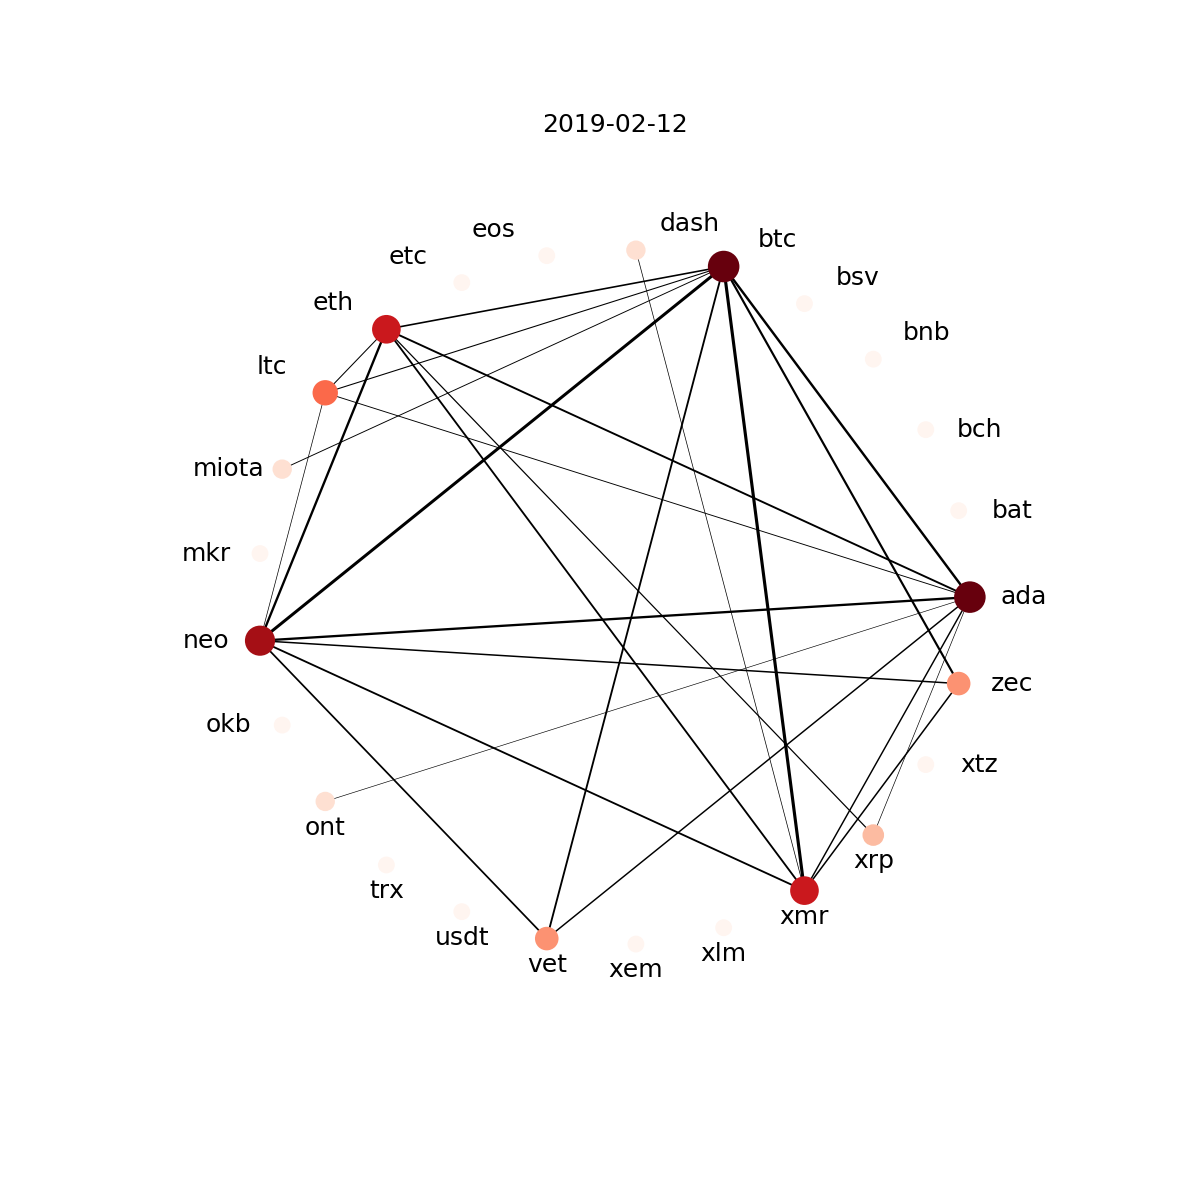 2019-02-12
dash
eos
btc
etc
bsv
eth
bnb
ltc
bch
miota
bat
mkr
ada
neo
zec
okb
xtz
ont
xrp
trx
xmr
usdt
xlm
vet
xem